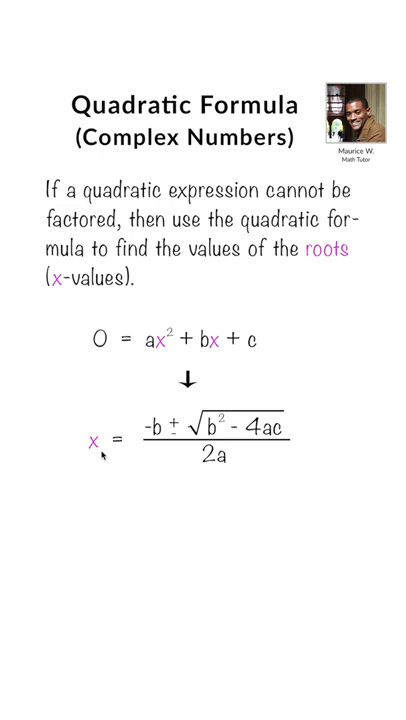 Quadratic Formula
(Complex Numbers)
Maurice W.
Math Tutor
If a quadratic expression cannot be
factored, then use the quadratic for-
mula to find the values of the roots
(x-values).
0 = ax² + bx + c
↓
x = (-b ± √(b² - 4ac)) / 2a